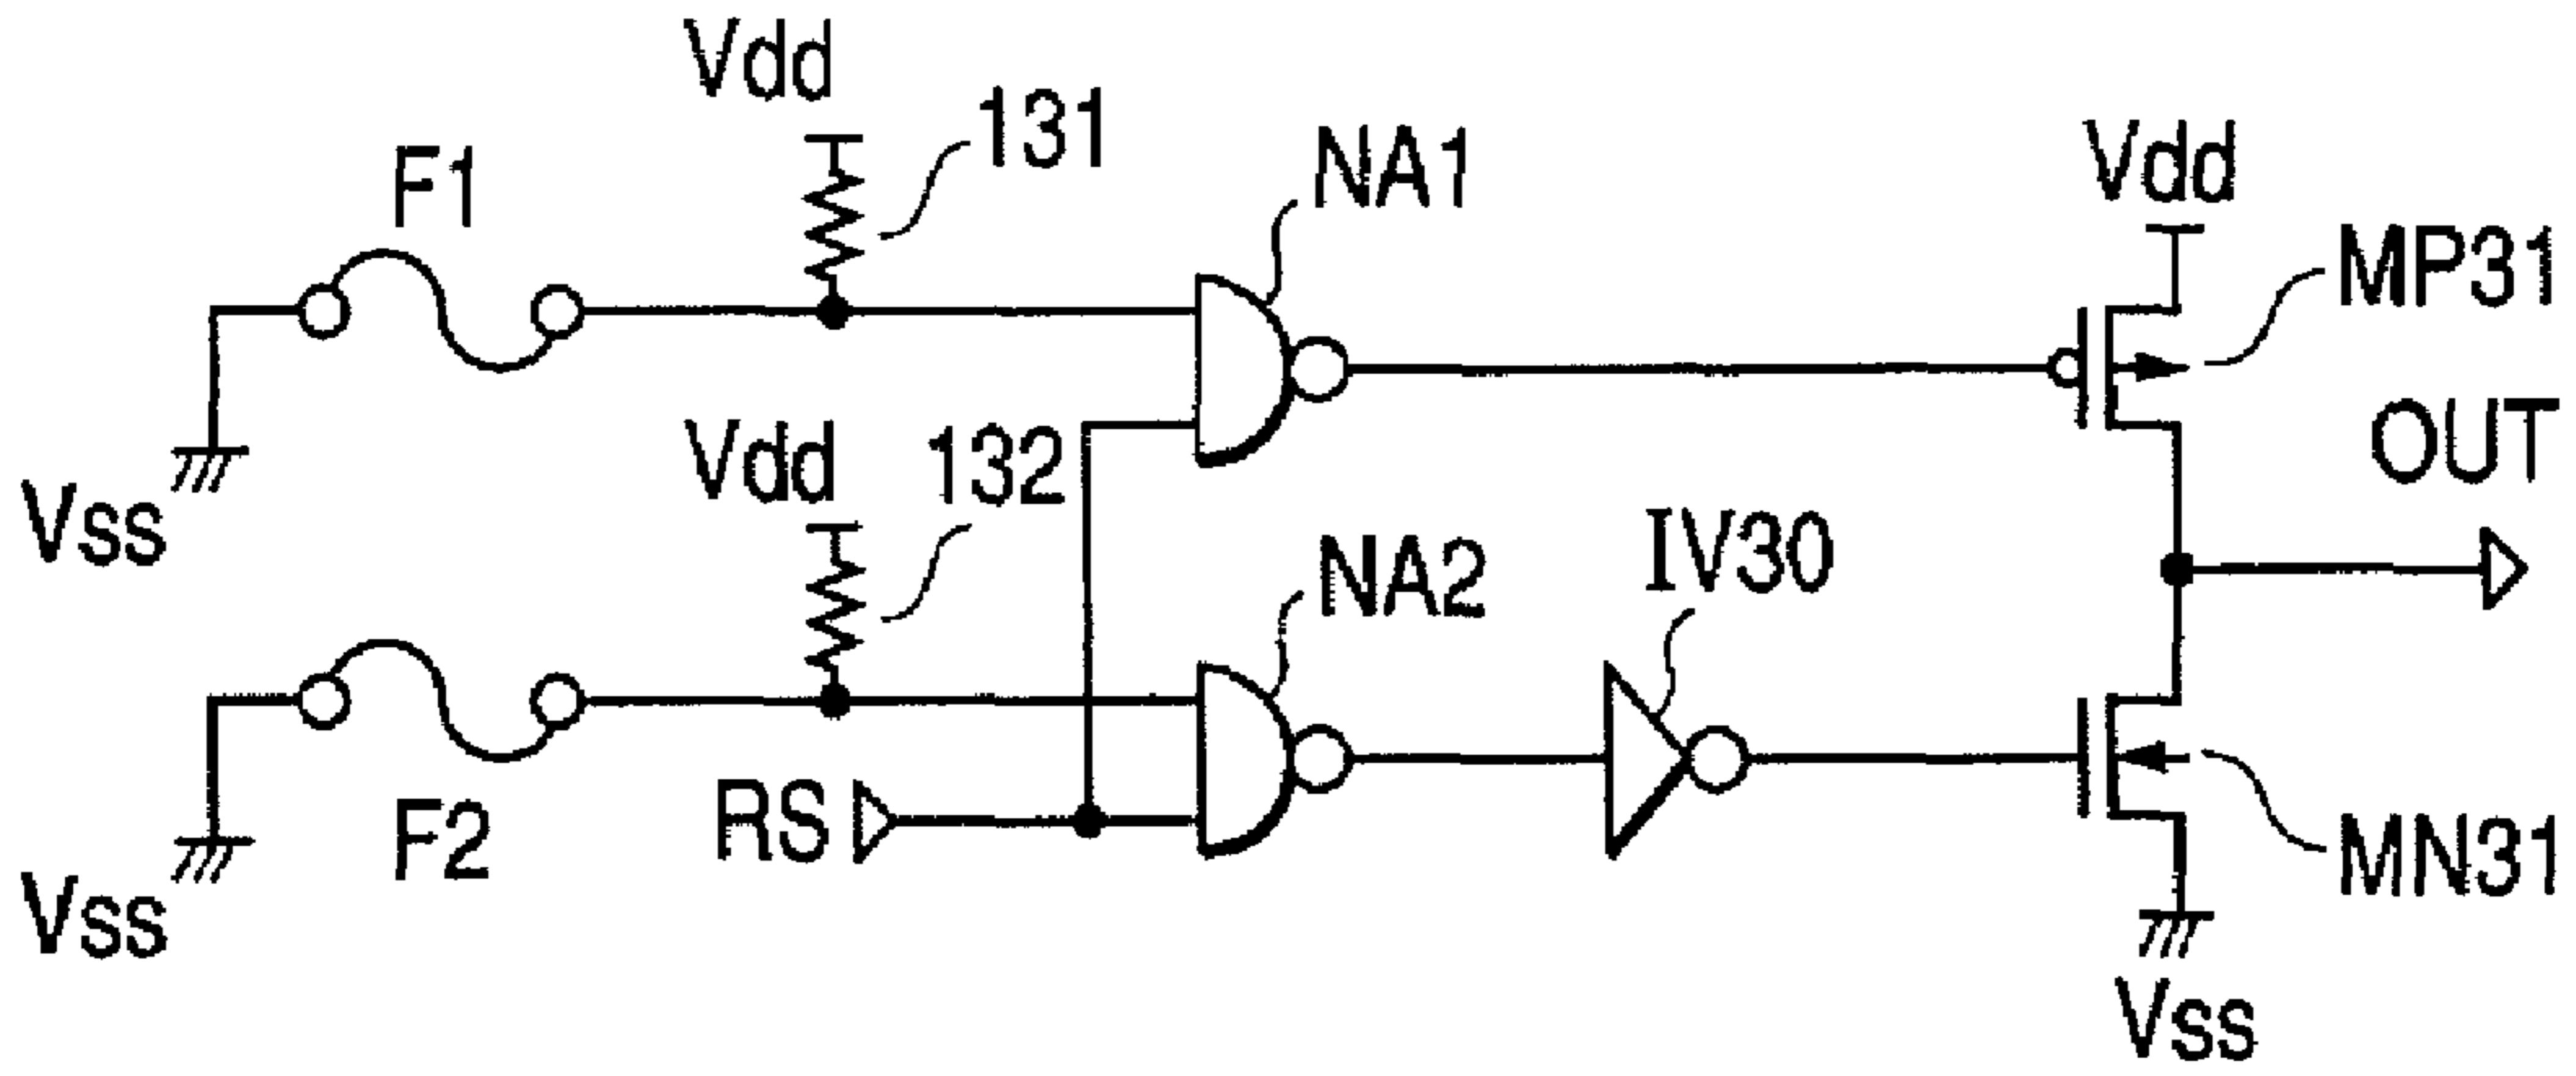 Vdd
131
NA1
F1
Vdd
MP31
Vss
Vdd
132
OUT
NA2
IV30
RS
F2
MN31
Vss
Vss